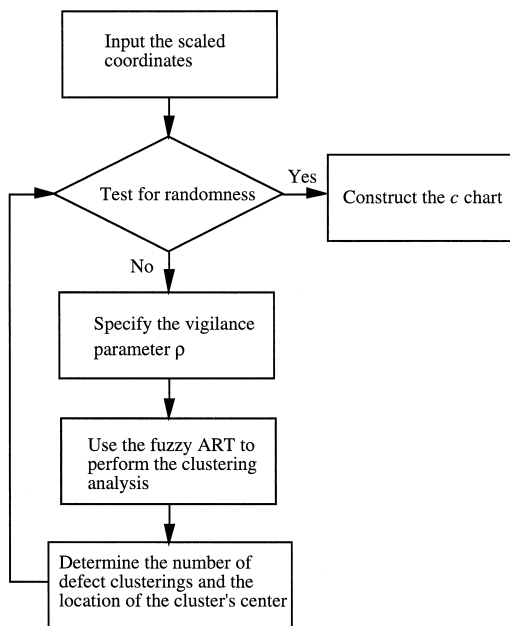 Input the scaled
coordinates
Test for randomness
Yes
Construct the c chart
No
Specify the vigilance
parameter ρ
Use the fuzzy ART to
perform the clustering
analysis
Determine the number of
defect clusterings and the
location of the cluster's center